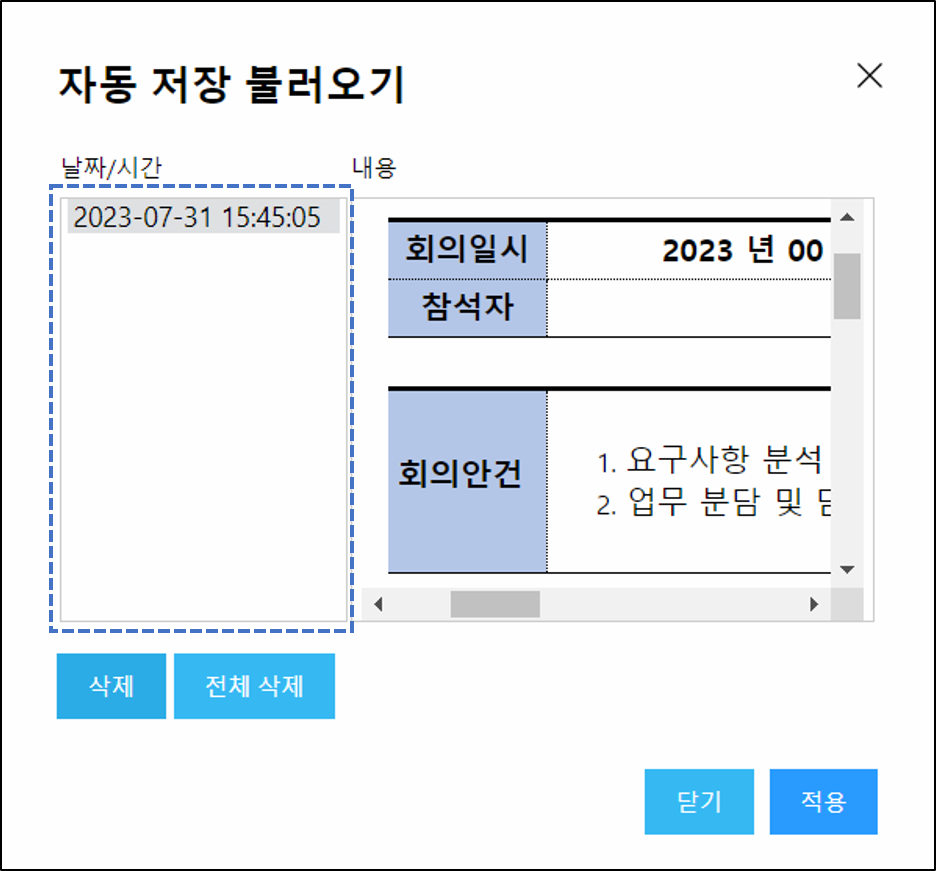 자동 저장 불러오기
날짜/시간
내용
2023-07-31 15:45:05
회의일시 2023 년 00
참석자
회의안건
1. 요구사항 분석
2. 업무 분담 및
삭제
전체 삭제
닫기
적용